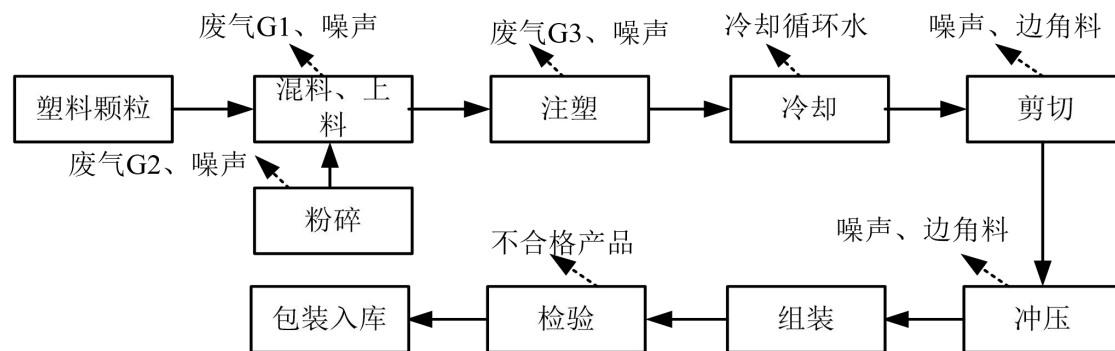 废气G1、噪声
废气G3、噪声
冷却循环水
噪声、边角料
塑料颗粒
混料、上
料
注塑
冷却
剪切
废气G2、噪声
粉碎
不合格产品
噪声、边角料
包装入库
检验
组装
冲压